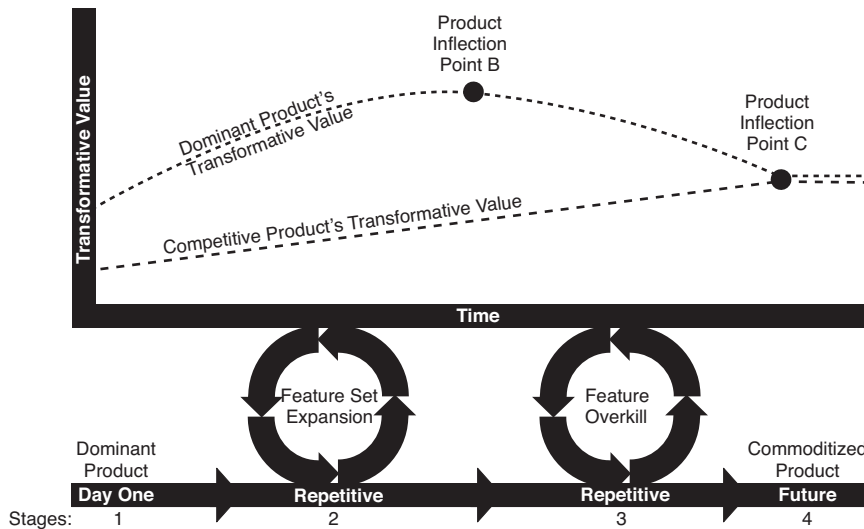 Product
Inflection
Point B
Product
Inflection
Point C
Transformative Value
Dominant Product's
Transformative Value
Competitive Product's Transformative Value
Time
Feature Set
Expansion
Feature
Overkill
Dominant
Product
Commoditized
Product
Day One
Repetitive
Repetitive
Future
Stages: 1 2 3 4